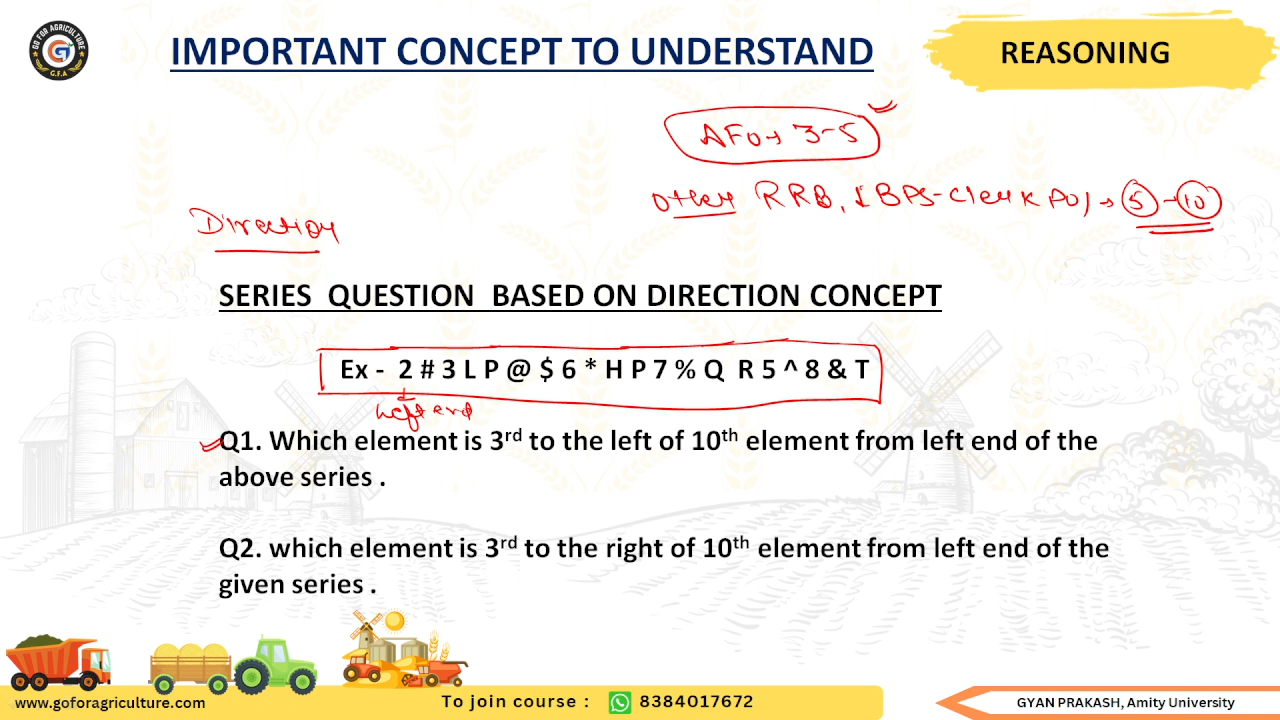 GO FOR AGRICULTURE
G.F.A
IMPORTANT CONCEPT TO UNDERSTAND
REASONING
AFO → 3-5
Other RRB, IBPS-Clerk PO → 5-10
Direction
SERIES QUESTION BASED ON DIRECTION CONCEPT
Ex - 2 # 3 L P @ $ 6 * H P 7 % Q R 5 ^ 8 & T
Left end
Q1. Which element is 3rd to the left of 10th element from left end of the
above series .
Q2. which element is 3rd to the right of 10th element from left end of the
given series .
www.goforagriculture.com
To join course : 8384017672
GYAN PRAKASH, Amity University